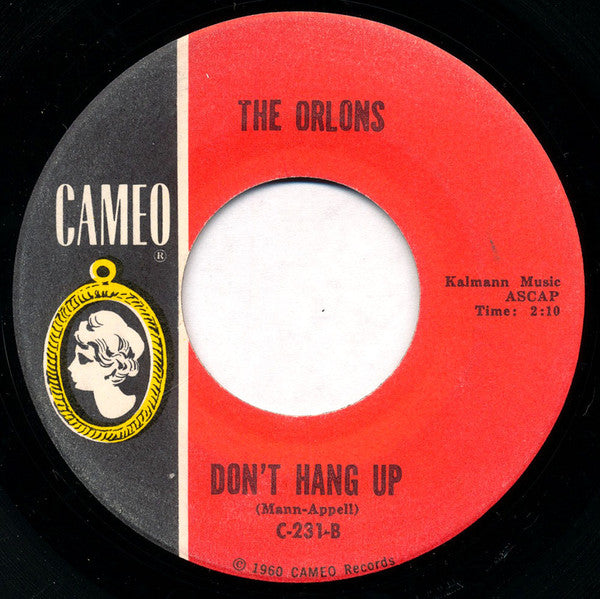 THE ORLONS
CAMEO
®
Kalmann Music
ASCAP
Time: 2:10
DON'T HANG UP
(Mann-Appell)
C-231-B
© 1960 CAMEO Records